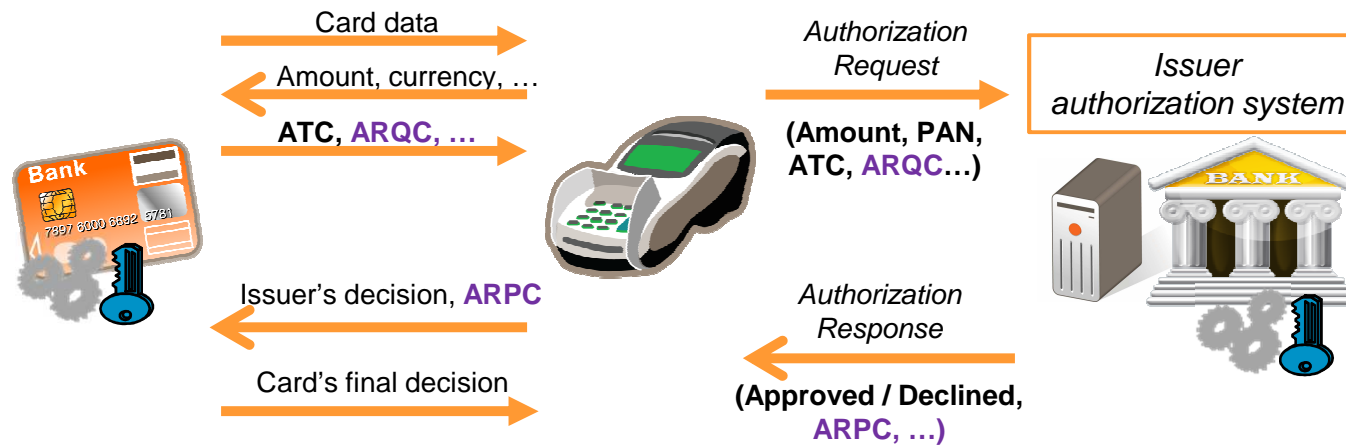 Card data
Amount, currency, …
ATC, ARQC, …
Authorization
Request
(Amount, PAN,
ATC, ARQC…)
Issuer
authorization system
Bank
7897 6000 6892 5781
BANK
Issuer's decision, ARPC
Card's final decision
Authorization
Response
(Approved / Declined,
ARPC, …)